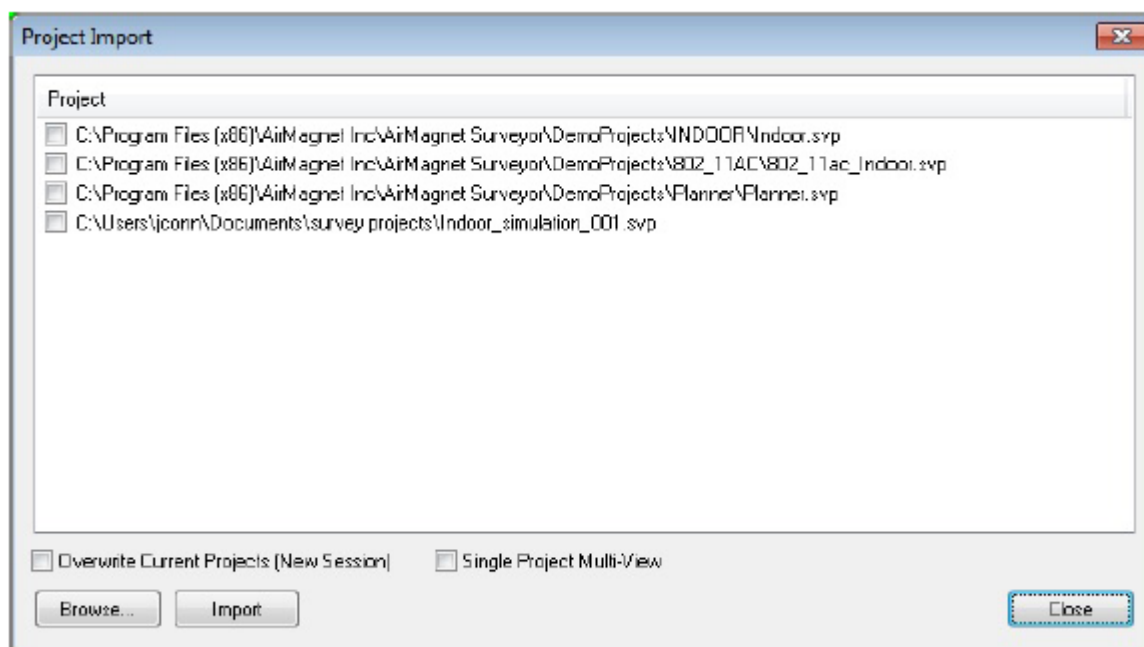 Project Import
Project
C:\Program Files (x86)\AirMagnet Inc\AirMagnet Surveyor\DemoProjects\INDOOR\Indoor.svp
C:\Program Files (x86)\AirMagnet Inc\AirMagnet Surveyor\DemoProjects\802_11AC\802_11ac_Indoor.svp
C:\Program Files (x86)\AirMagnet Inc\AirMagnet Surveyor\DemoProjects\Planner\Planner.svp
C:\Users\jconn\Documents\survey projects\Indoor_simulation_001.svp
Overwrite Current Projects (New Session)
Single Project Multi-View
Browse...
Import
Close